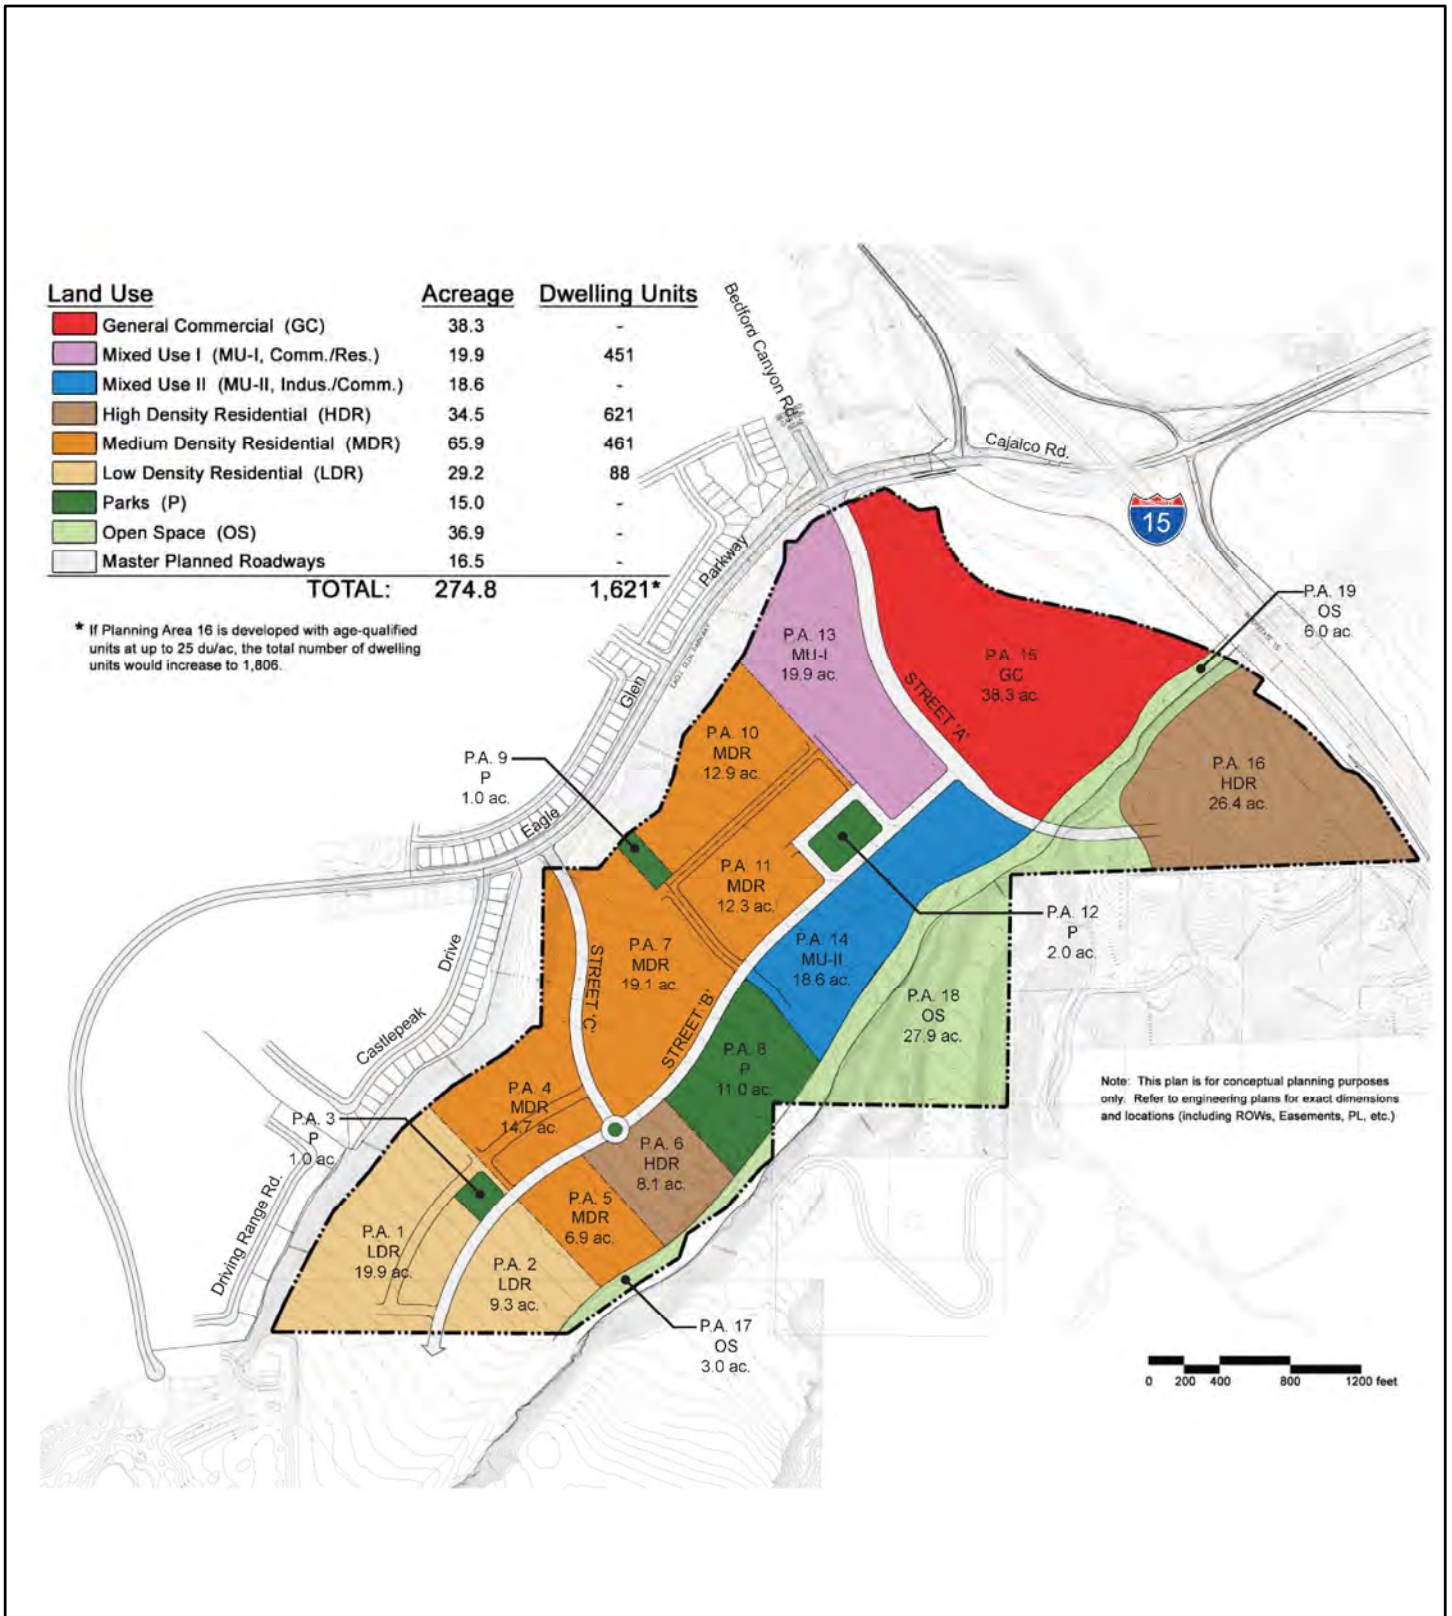 Land Use Acreage Dwelling Units
General Commercial (GC) 38.3 -
Mixed Use I (MU-I, Comm./Res.) 19.9 451
Mixed Use II (MU-II, Indus./Comm.) 18.6 -
High Density Residential (HDR) 34.5 621
Medium Density Residential (MDR) 65.9 461
Low Density Residential (LDR) 29.2 88
Parks (P) 15.0 -
Open Space (OS) 36.9 -
Master Planned Roadways 16.5 -
TOTAL: 274.8 1,621*
* If Planning Area 16 is developed with age-qualified
units at up to 25 du/ac, the total number of dwelling
units would increase to 1,806.
Bedford Canyon Rd.
Cajalco Rd.
15
Eagle Glen Parkway
EAGLE GLEN PARKWAY
INTERSTATE 15
P.A. 19
OS
6.0 ac.
P.A. 13
MU-I
19.9 ac.
P.A. 15
GC
38.3 ac.
STREET 'A'
P.A. 10
MDR
12.9 ac.
P.A. 9
P
1.0 ac.
P.A. 16
HDR
26.4 ac.
P.A. 11
MDR
12.3 ac.
P.A. 12
P
2.0 ac.
P.A. 7
MDR
19.1 ac.
STREET 'C'
STREET 'B'
P.A. 14
MU-II
18.6 ac.
P.A. 18
OS
27.9 ac.
Castlepeak Drive
P.A. 8
P
11.0 ac.
P.A. 4
MDR
14.7 ac.
Note: This plan is for conceptual planning purposes
only. Refer to engineering plans for exact dimensions
and locations (including ROWs, Easements, PL, etc.)
P.A. 3
P
1.0 ac.
P.A. 6
HDR
8.1 ac.
Driving Range Rd.
P.A. 5
MDR
6.9 ac.
P.A. 1
LDR
19.9 ac.
P.A. 2
LDR
9.3 ac.
P.A. 17
OS
3.0 ac.
0 200 400 800 1200 feet